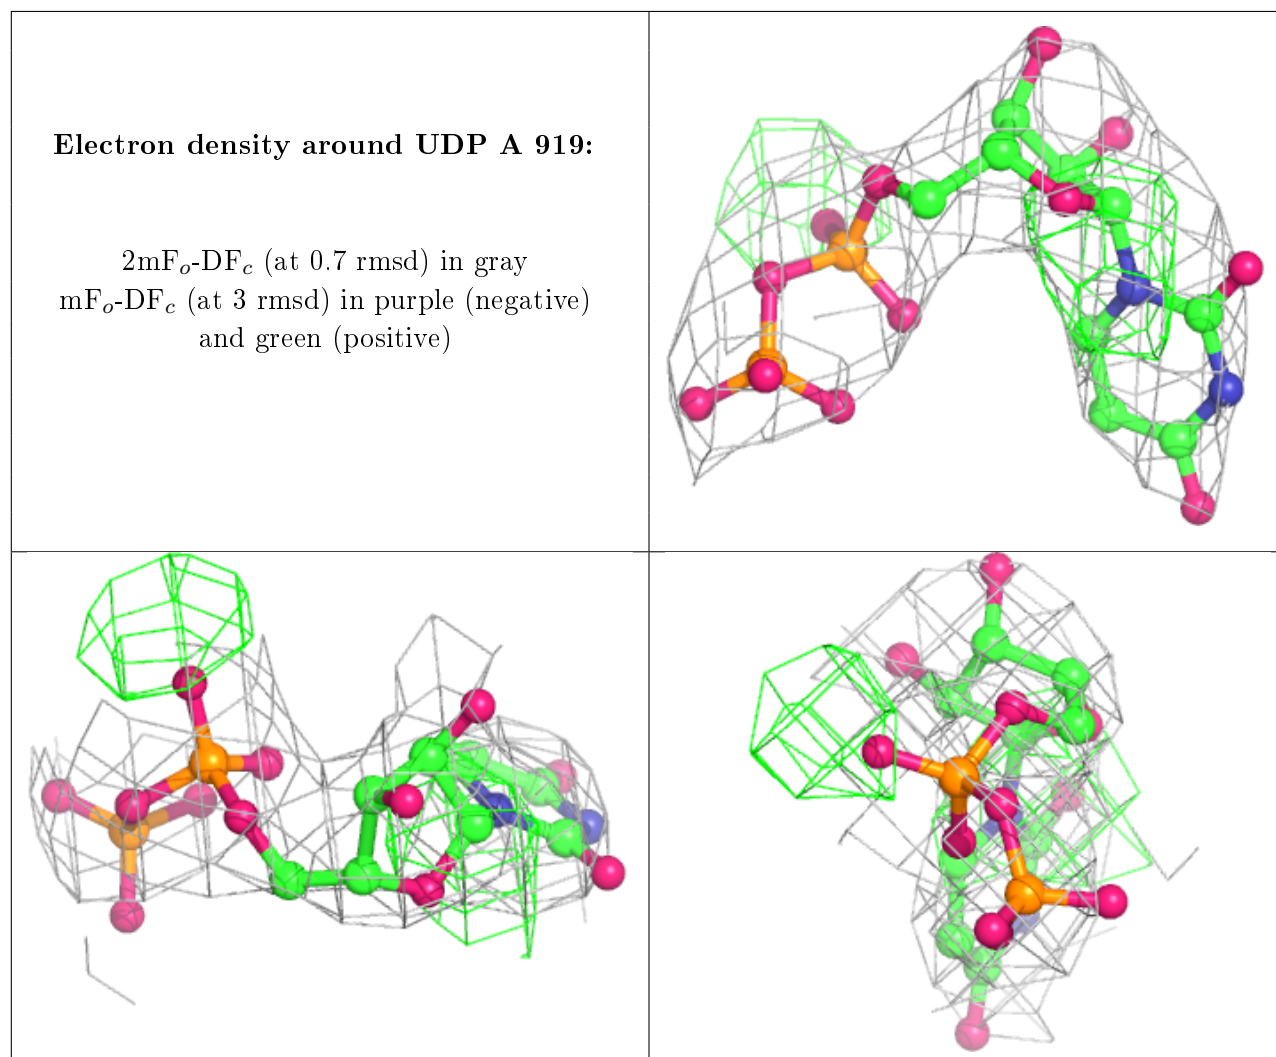 Electron density around UDP A 919:
2mFₒ-DF𝒸 (at 0.7 rmsd) in gray
mFₒ-DF𝒸 (at 3 rmsd) in purple (negative)
and green (positive)